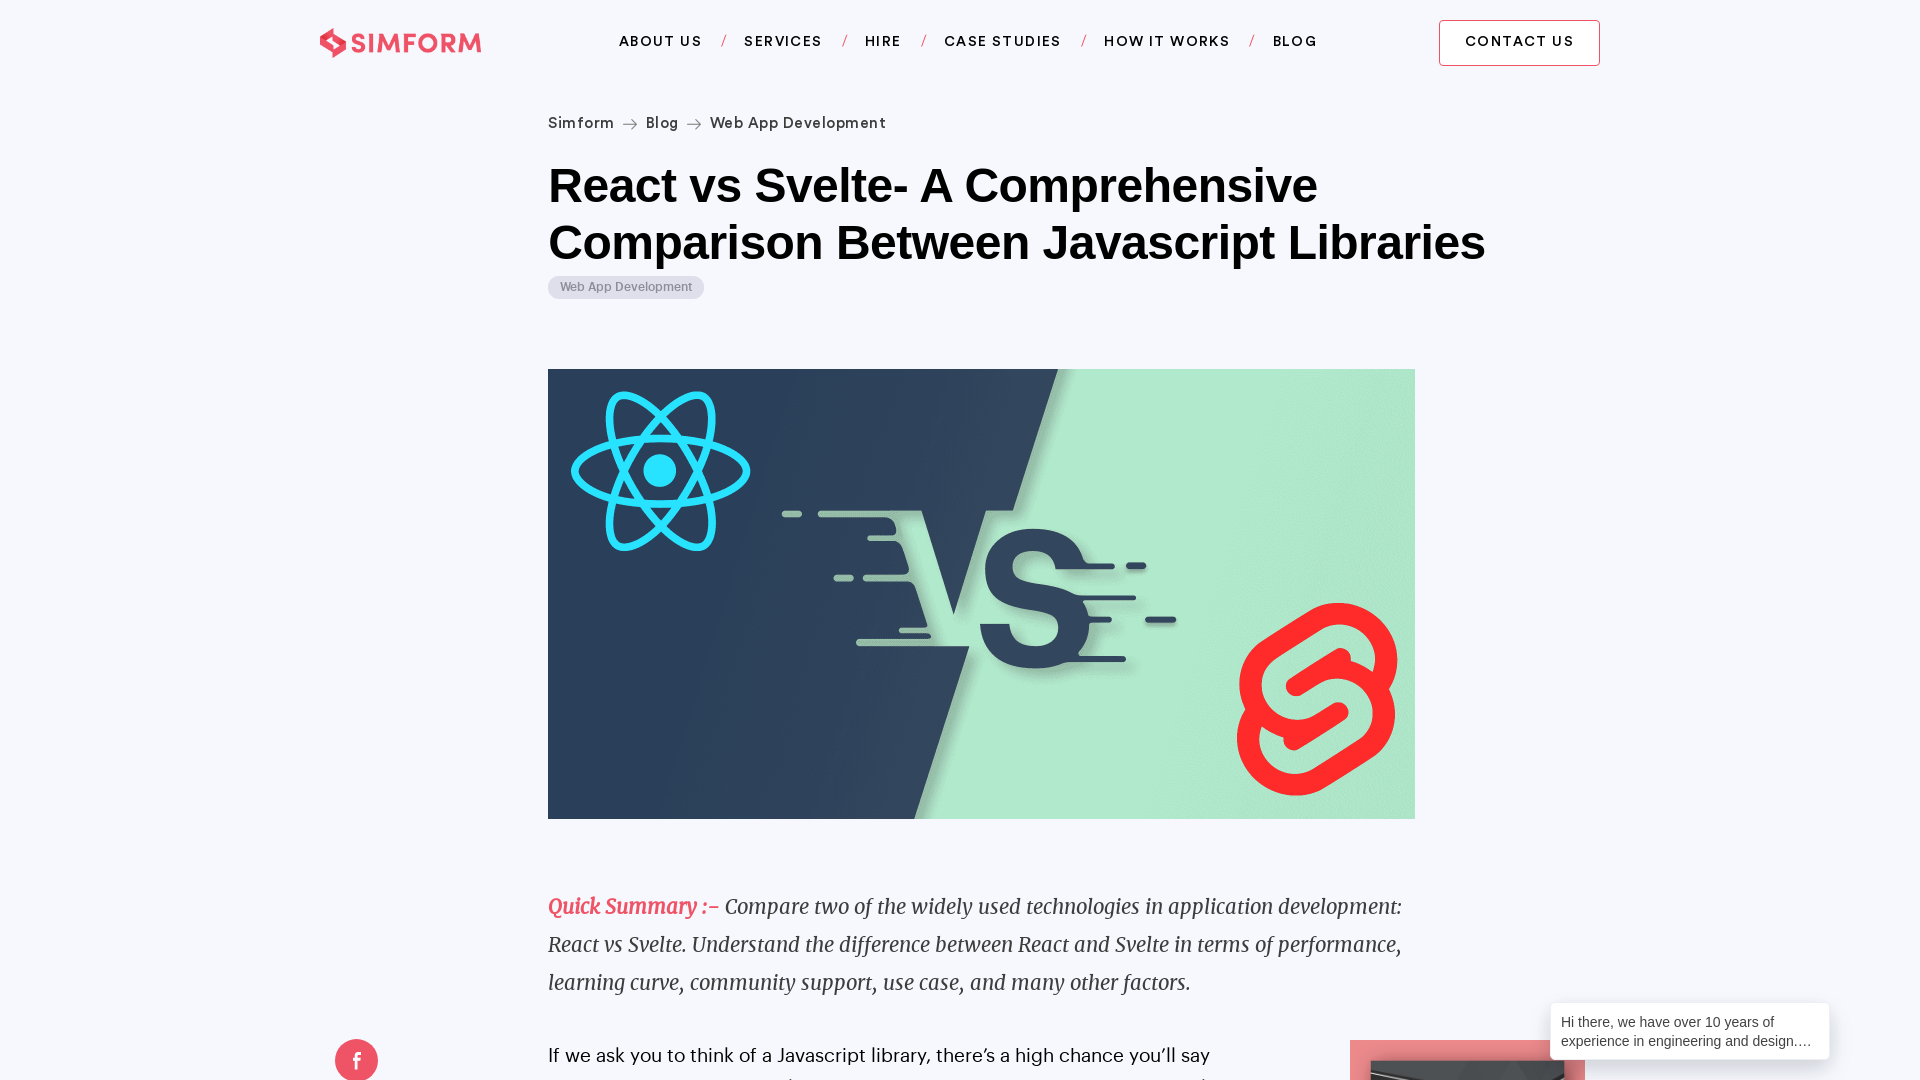 SIMFORM
ABOUT US / SERVICES / HIRE / CASE STUDIES / HOW IT WORKS / BLOG
CONTACT US
Simform → Blog → Web App Development
React vs Svelte- A Comprehensive
Comparison Between Javascript Libraries
Web App Development
VS
Quick Summary :- Compare two of the widely used technologies in application development:
React vs Svelte. Understand the difference between React and Svelte in terms of performance,
learning curve, community support, use case, and many other factors.
If we ask you to think of a Javascript library, there’s a high chance you’ll say
Hi there, we have over 10 years of
experience in engineering and design....